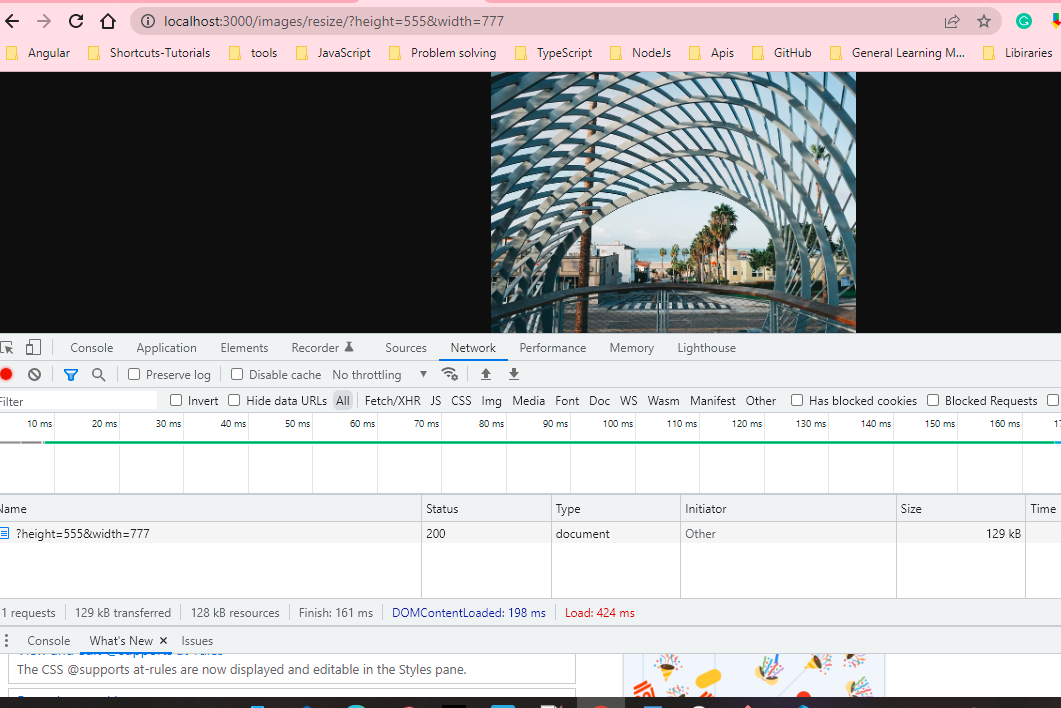 localhost:3000/images/resize/?height=555&width=777
Angular Shortcuts-Tutorials tools JavaScript Problem solving TypeScript NodeJs Apis GitHub General Learning M... Libiraries
Console Application Elements Recorder Sources Network Performance Memory Lighthouse
Preserve log Disable cache No throttling
Filter Invert Hide data URLs All Fetch/XHR JS CSS Img Media Font Doc WS Wasm Manifest Other Has blocked cookies Blocked Requests
10 ms 20 ms 30 ms 40 ms 50 ms 60 ms 70 ms 80 ms 90 ms 100 ms 110 ms 120 ms 130 ms 140 ms 150 ms 160 ms 17
Name Status Type Initiator Size Time
?height=555&width=777 200 document Other 129 kB
1 requests 129 kB transferred 128 kB resources Finish: 161 ms DOMContentLoaded: 198 ms Load: 424 ms
Console What's New Issues
The CSS @supports at-rules are now displayed and editable in the Styles pane.